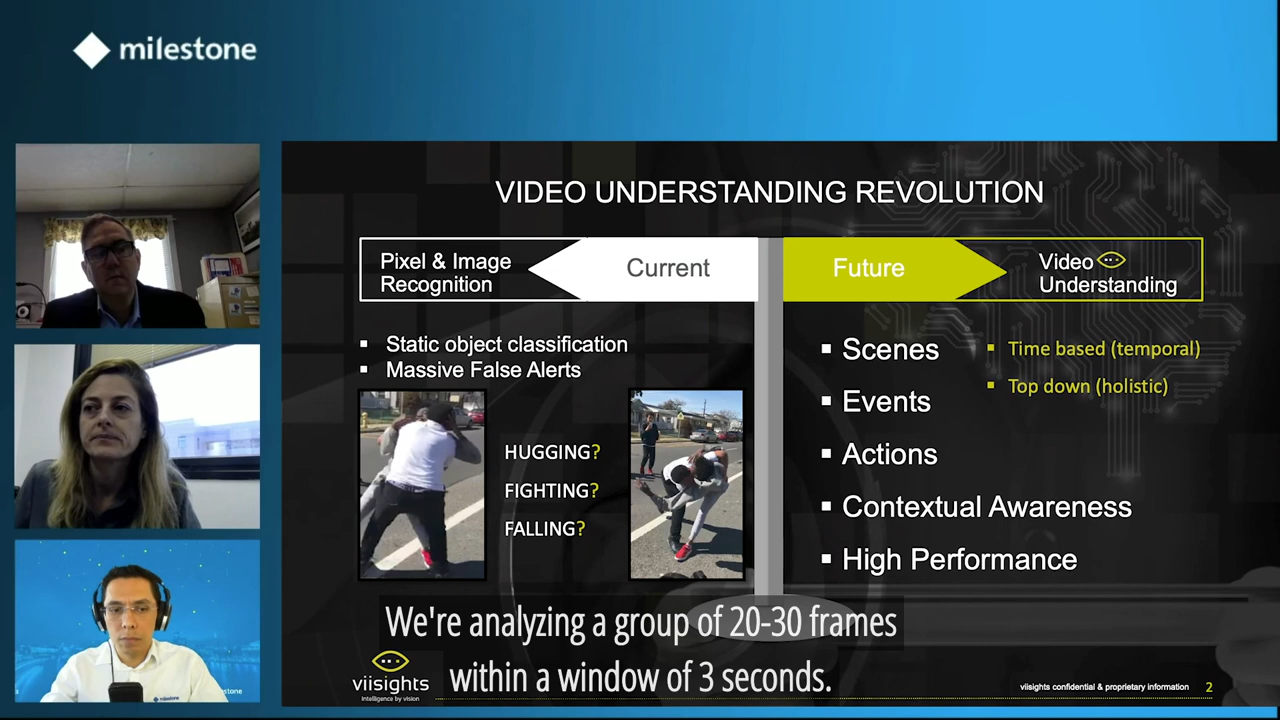 milestone
VIDEO UNDERSTANDING REVOLUTION
Pixel & Image
Recognition
Current
Future
Video
Understanding
Static object classification
Massive False Alerts
HUGGING?
FIGHTING?
FALLING?
Scenes
Events
Actions
Contextual Awareness
High Performance
Time based (temporal)
Top down (holistic)
We're analyzing a group of 20-30 frames
within a window of 3 seconds.
viisights
intelligence by vision
viisights confidential & proprietary information 2
milestone
estone